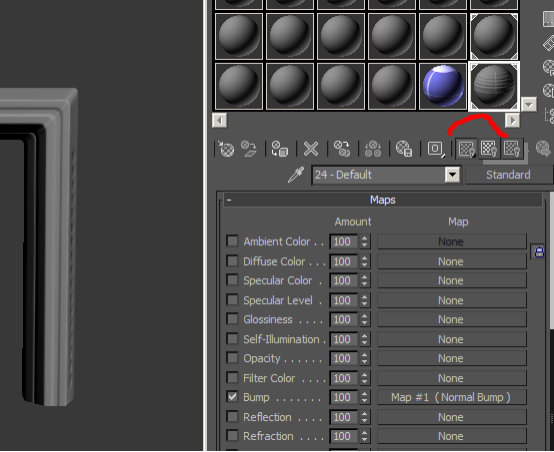 24 - Default Standard
- Maps
Amount Map
Ambient Color . . 100 None
Diffuse Color . . . 100 None
Specular Color . 100 None
Specular Level . 100 None
Glossiness . . . . 100 None
Self-Illumination . 100 None
Opacity . . . . . . 100 None
Filter Color . . . . 100 None
Bump . . . . . . . 100 Map #1 ( Normal Bump )
Reflection . . . . 100 None
Refraction . . . . 100 None